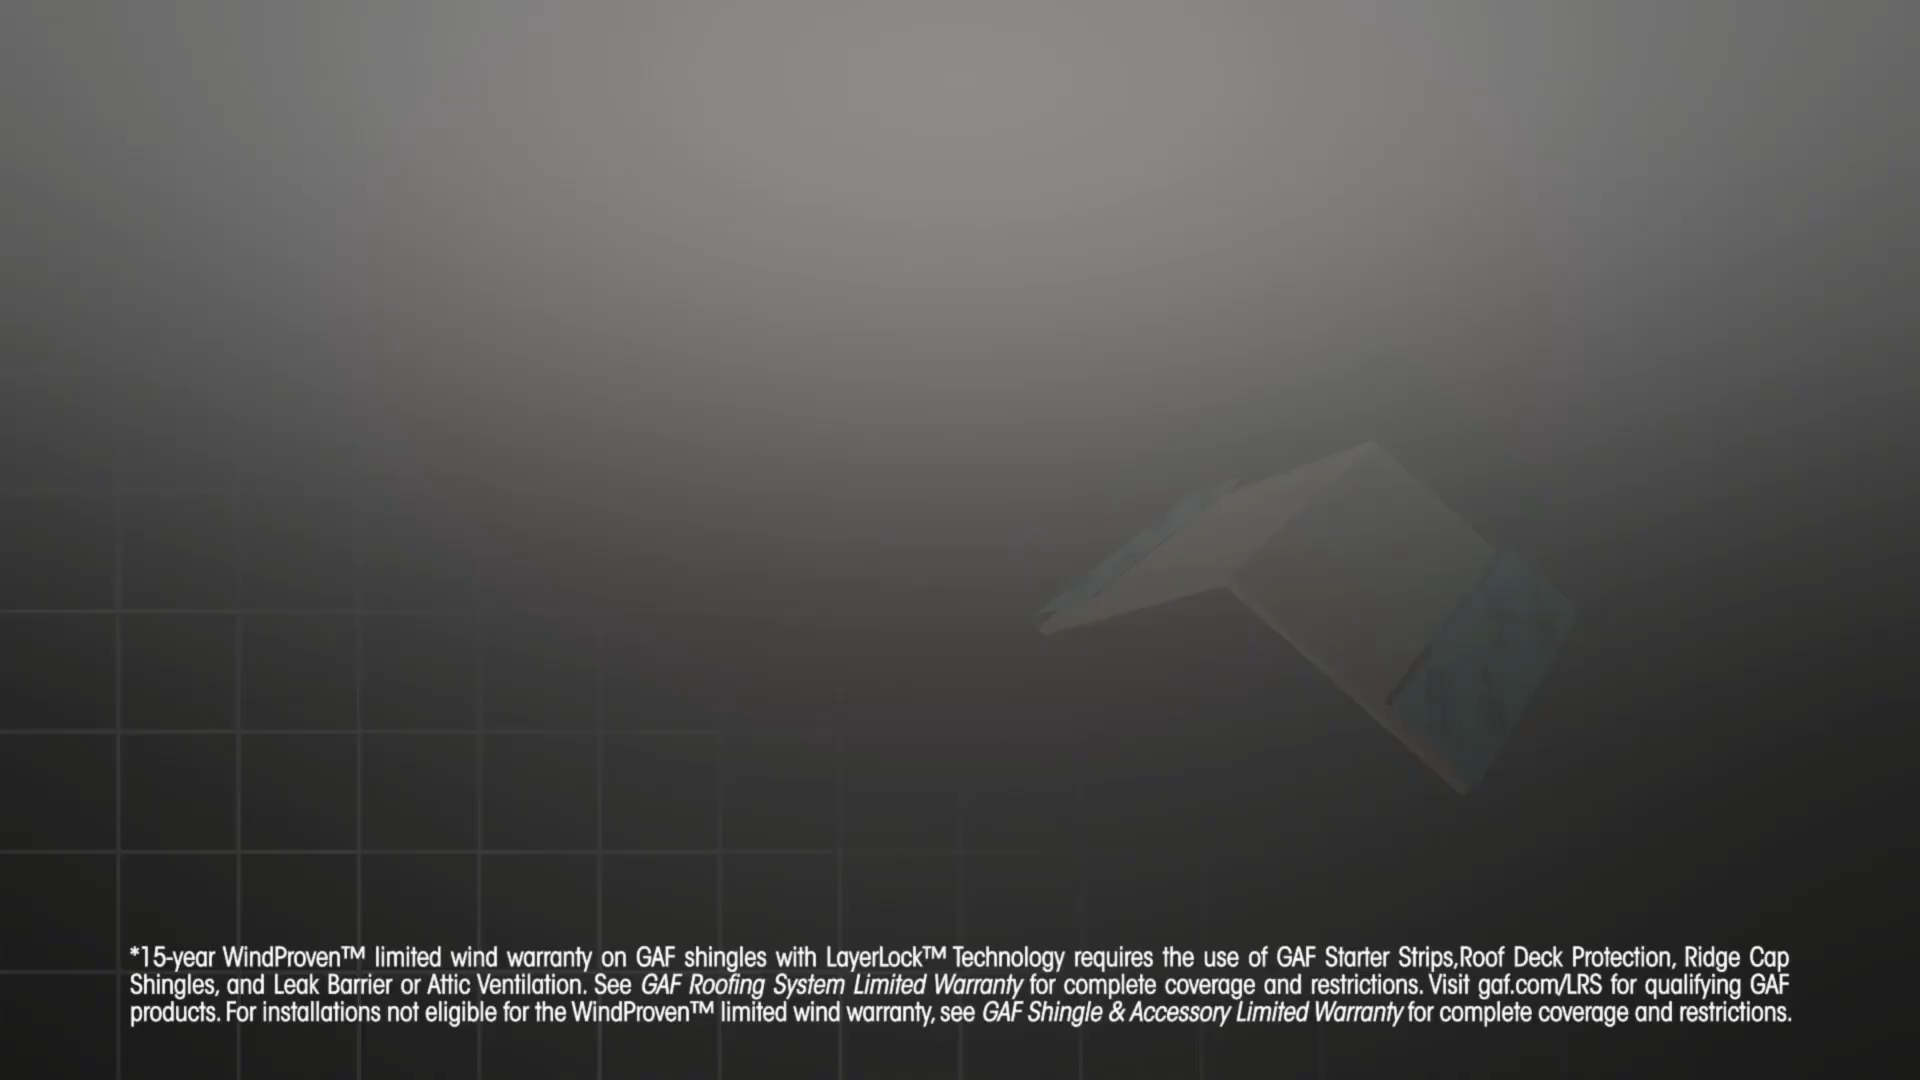 *15-year WindProven™ limited wind warranty on GAF shingles with LayerLock™ Technology requires the use of GAF Starter Strips,Roof Deck Protection, Ridge Cap
Shingles, and Leak Barrier or Attic Ventilation. See GAF Roofing System Limited Warranty for complete coverage and restrictions. Visit gaf.com/LRS for qualifying GAF
products. For installations not eligible for the WindProven™ limited wind warranty, see GAF Shingle & Accessory Limited Warranty for complete coverage and restrictions.